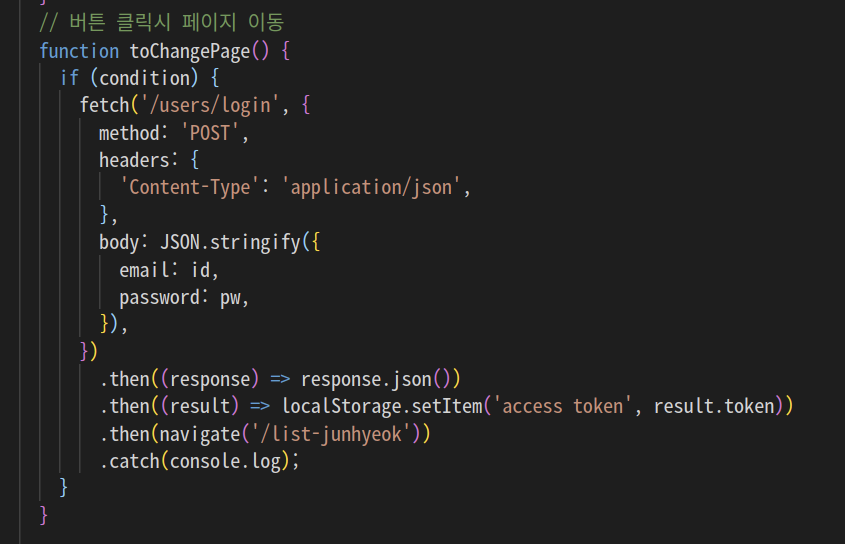 // 버튼 클릭시 페이지 이동
function toChangePage() {
if (condition) {
fetch('/users/login', {
method: 'POST',
headers: {
'Content-Type': 'application/json',
},
body: JSON.stringify({
email: id,
password: pw,
}),
})
.then((response) => response.json())
.then((result) => localStorage.setItem('access token', result.token))
.then(navigate('/list-junhyeok'))
.catch(console.log);
}
}